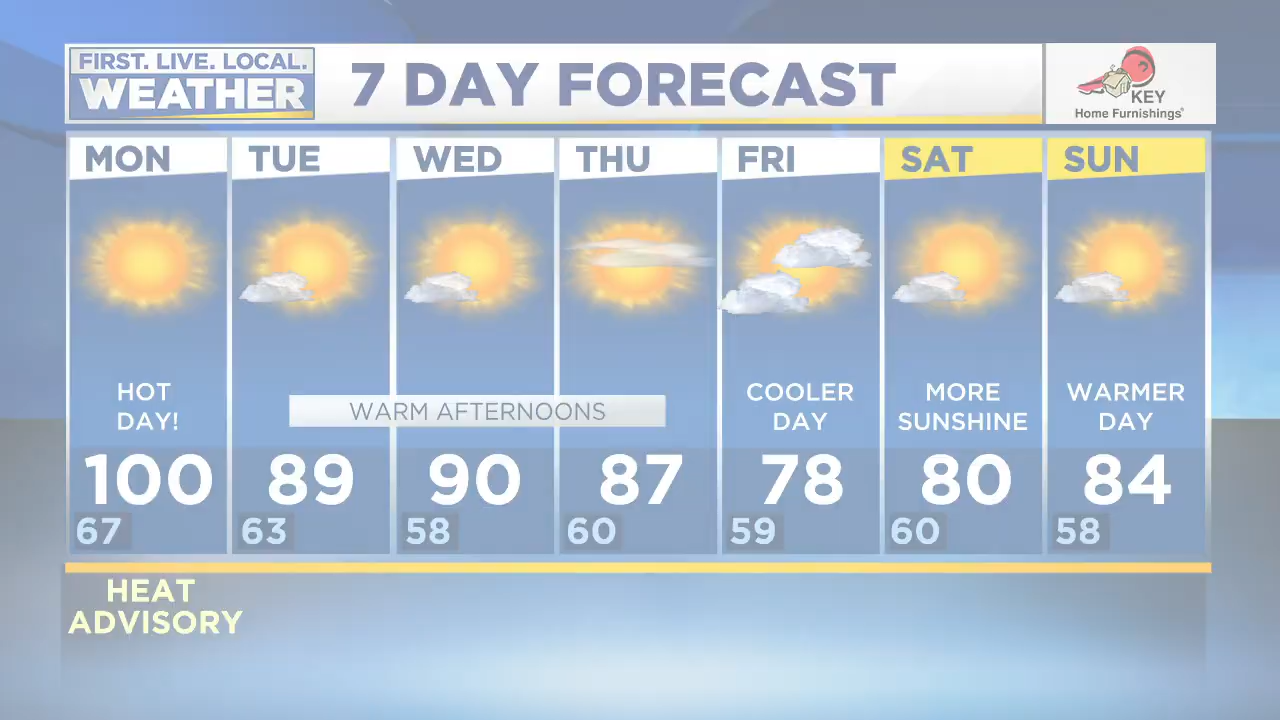 FIRST. LIVE. LOCAL.
WEATHER
7 DAY FORECAST
KEY
Home Furnishings®
MON TUE WED THU FRI SAT SUN
HOT
DAY!
WARM AFTERNOONS
COOLER
DAY
MORE
SUNSHINE
WARMER
DAY
100 89 90 87 78 80 84
67 63 58 60 59 60 58
HEAT
ADVISORY